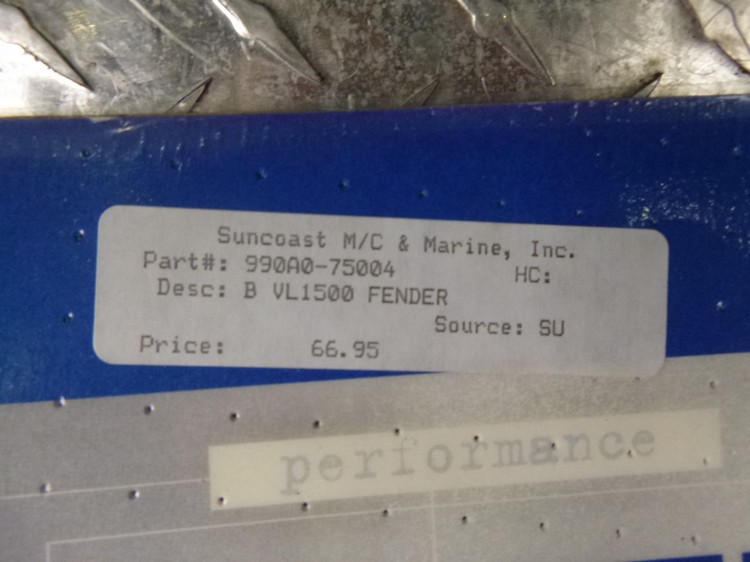 Suncoast M/C & Marine, Inc.
Part#: 990A0-75004 HC:
Desc: B VL1500 FENDER
Source: SU
Price: 66.95
performance